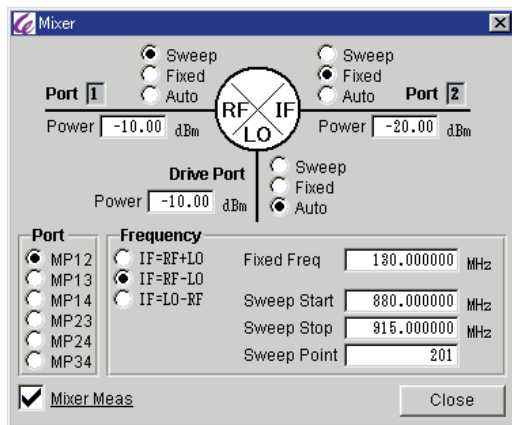 Mixer
Sweep
Fixed
Auto
Port 1
Power -10.00 dBm
RF IF
LO
Sweep
Fixed
Auto
Port 2
Power -20.00 dBm
Drive Port
Power -10.00 dBm
Sweep
Fixed
Auto
Port
MP12
MP13
MP14
MP23
MP24
MP34
Frequency
IF=RF+LO
IF=RF-LO
IF=LO-RF
Fixed Freq 130.000000 MHz
Sweep Start 880.000000 MHz
Sweep Stop 915.000000 MHz
Sweep Point 201
Mixer Meas
Close